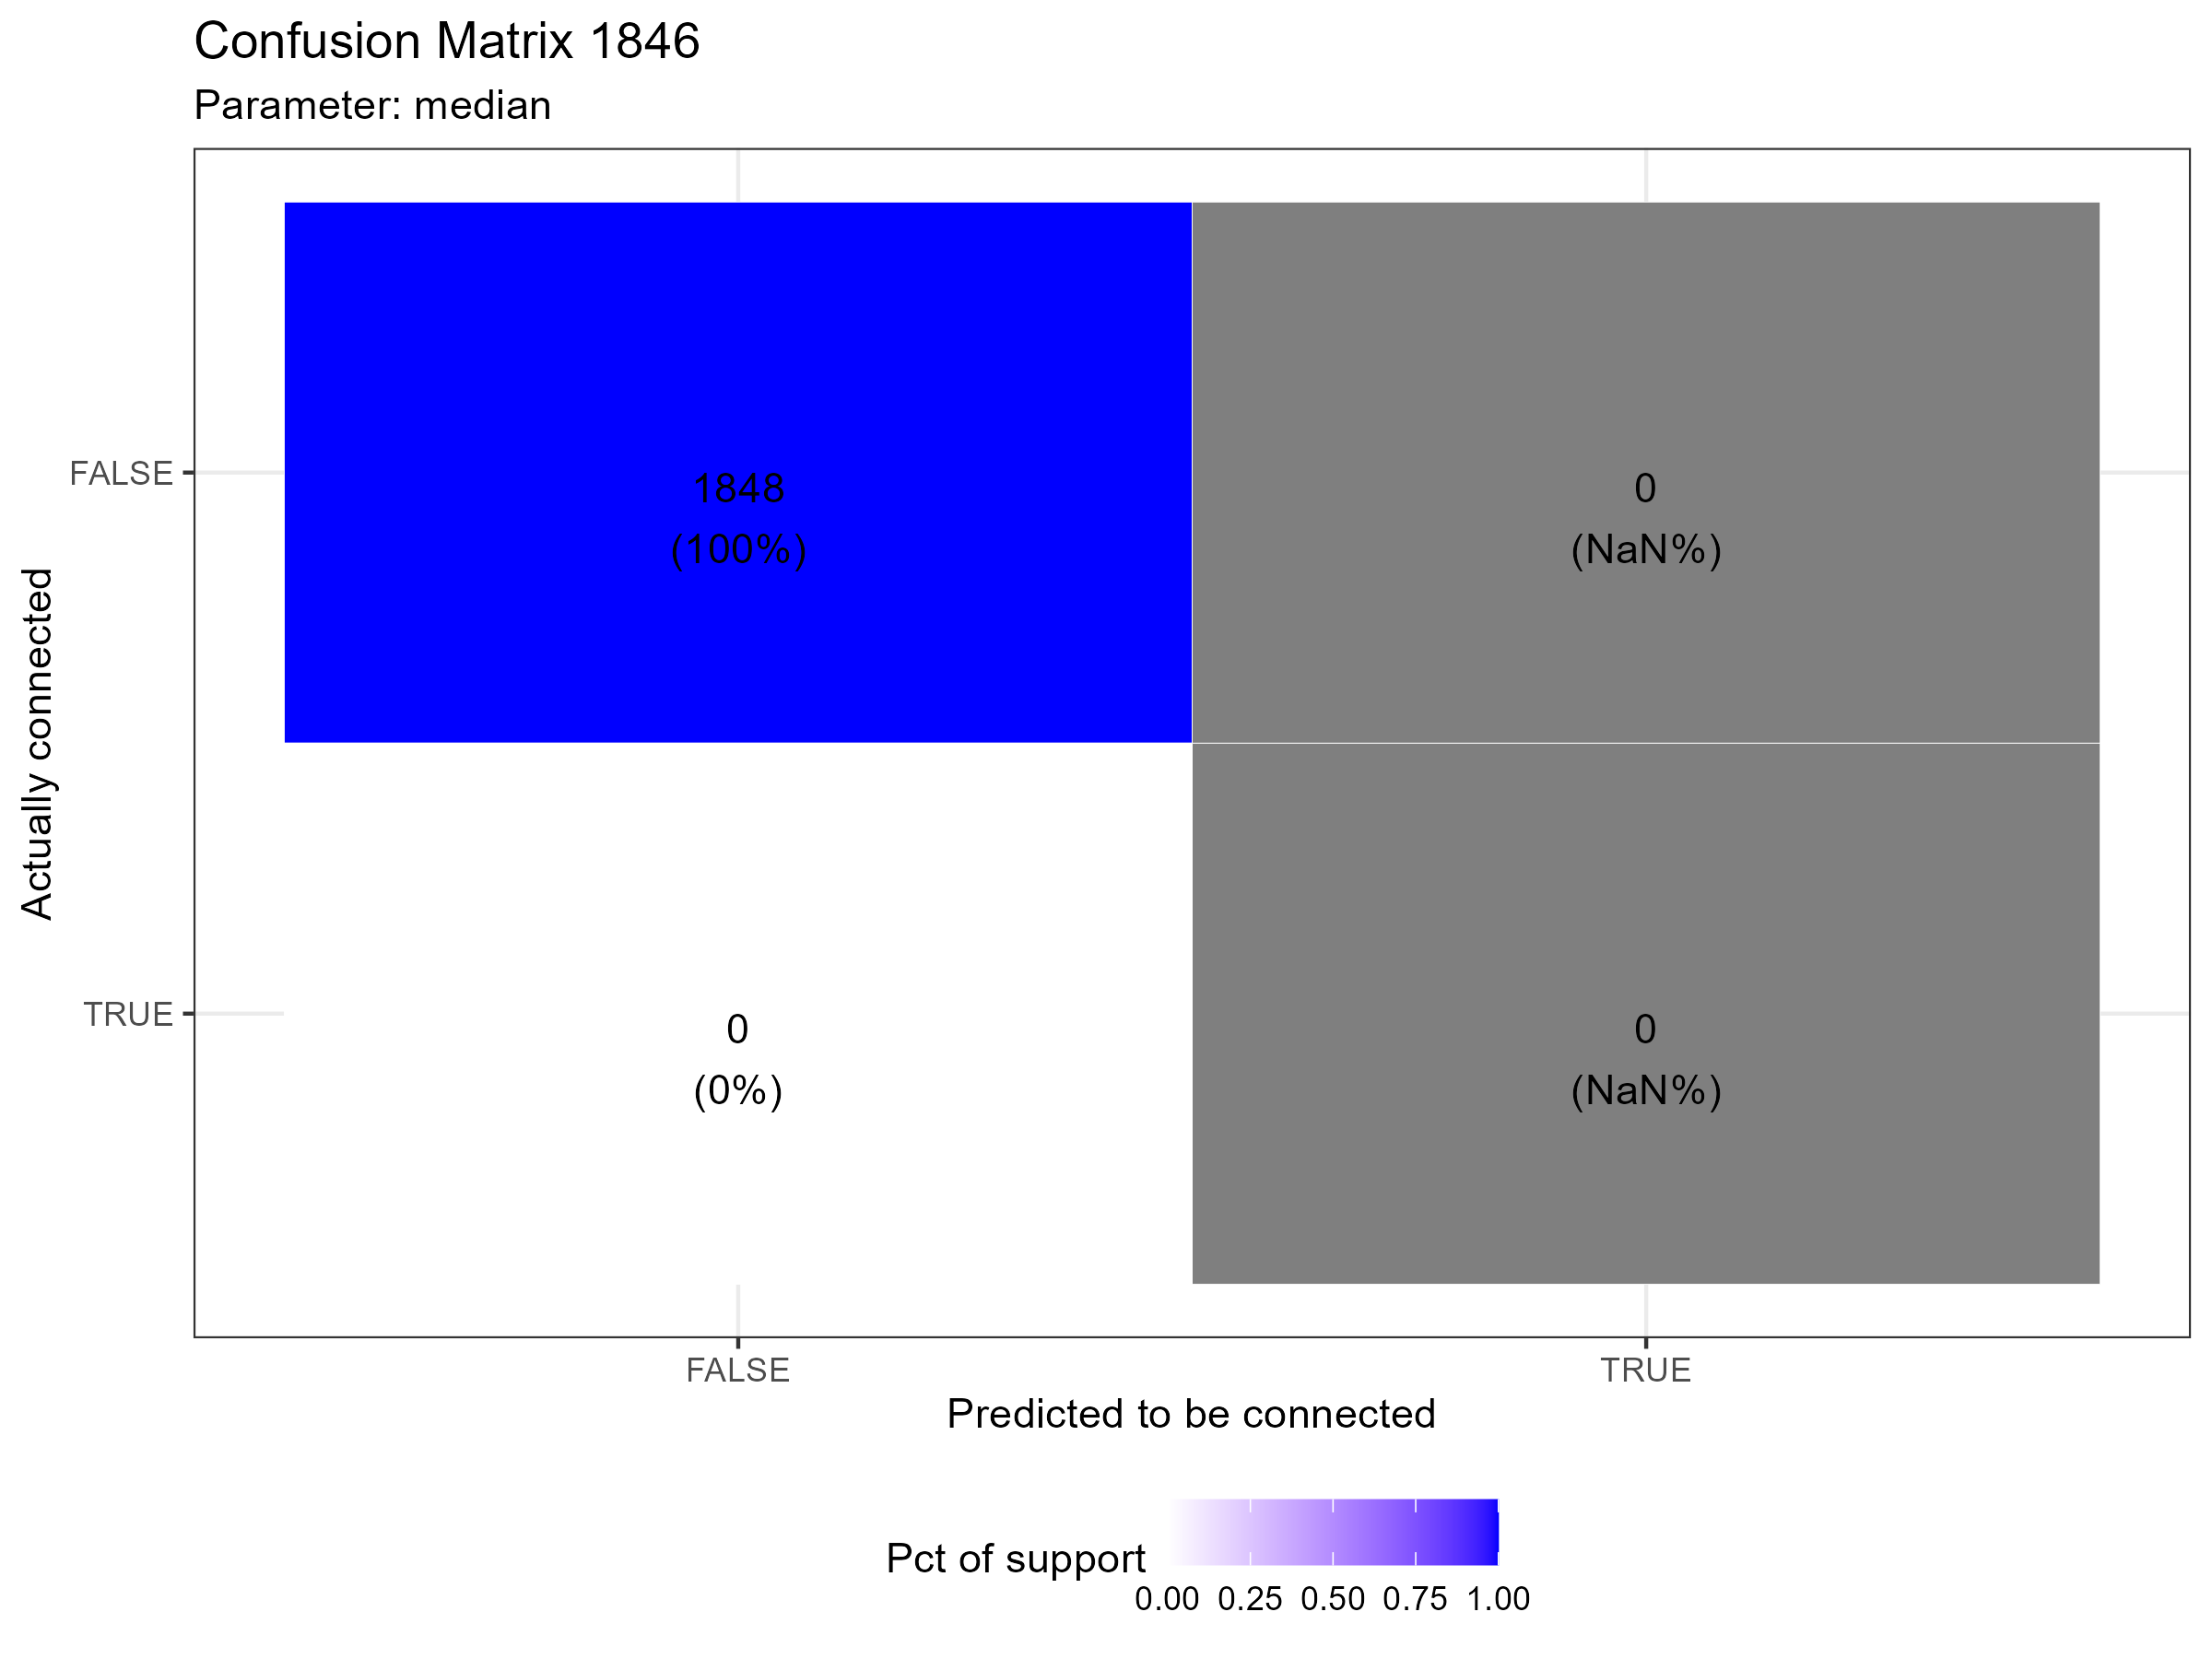 Confusion Matrix 1846
Parameter: median
Actually connected
FALSE
TRUE
1848
(100%)
0
(NaN%)
0
(0%)
0
(NaN%)
FALSE
TRUE
Predicted to be connected
Pct of support
0.00 0.25 0.50 0.75 1.00